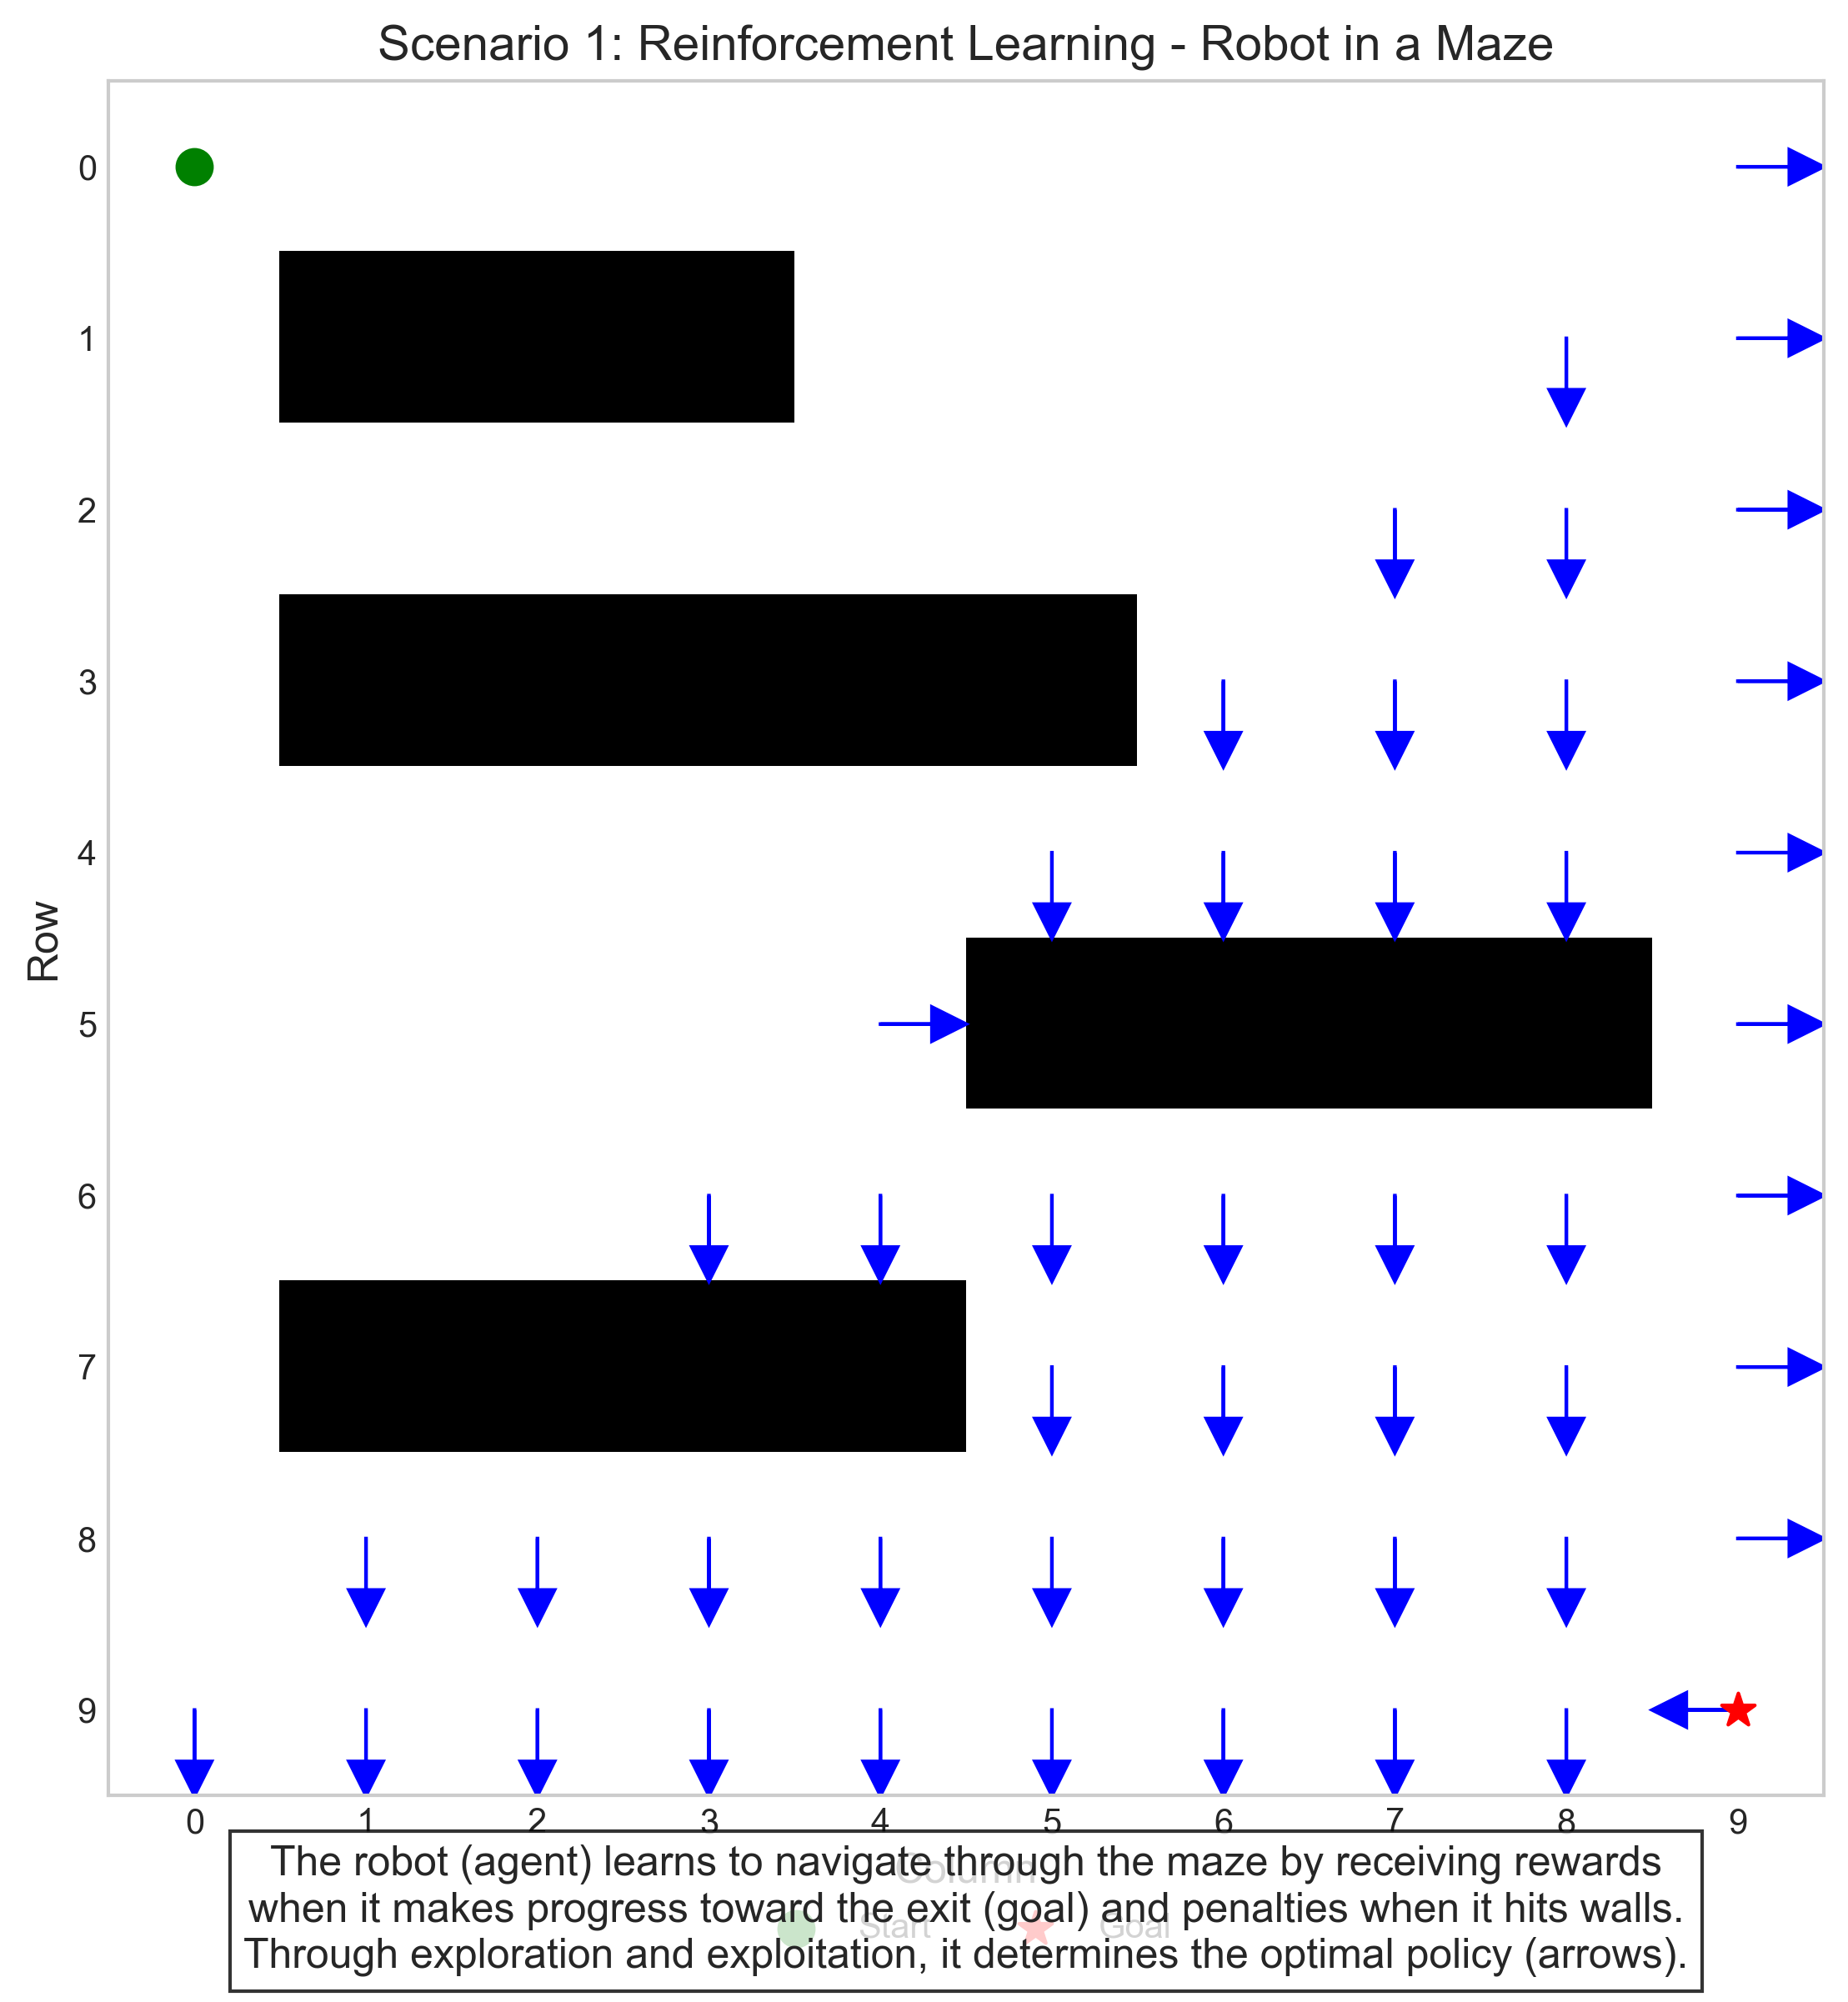 Scenario 1: Reinforcement Learning - Robot in a Maze
0
1
2
3
4
Row
5
6
7
8
9
0 1 2 3 4 5 6 7 8 9
Column
The robot (agent) learns to navigate through the maze by receiving rewards
when it makes progress toward the exit (goal) and penalties when it hits walls.
Start Goal
Through exploration and exploitation, it determines the optimal policy (arrows).